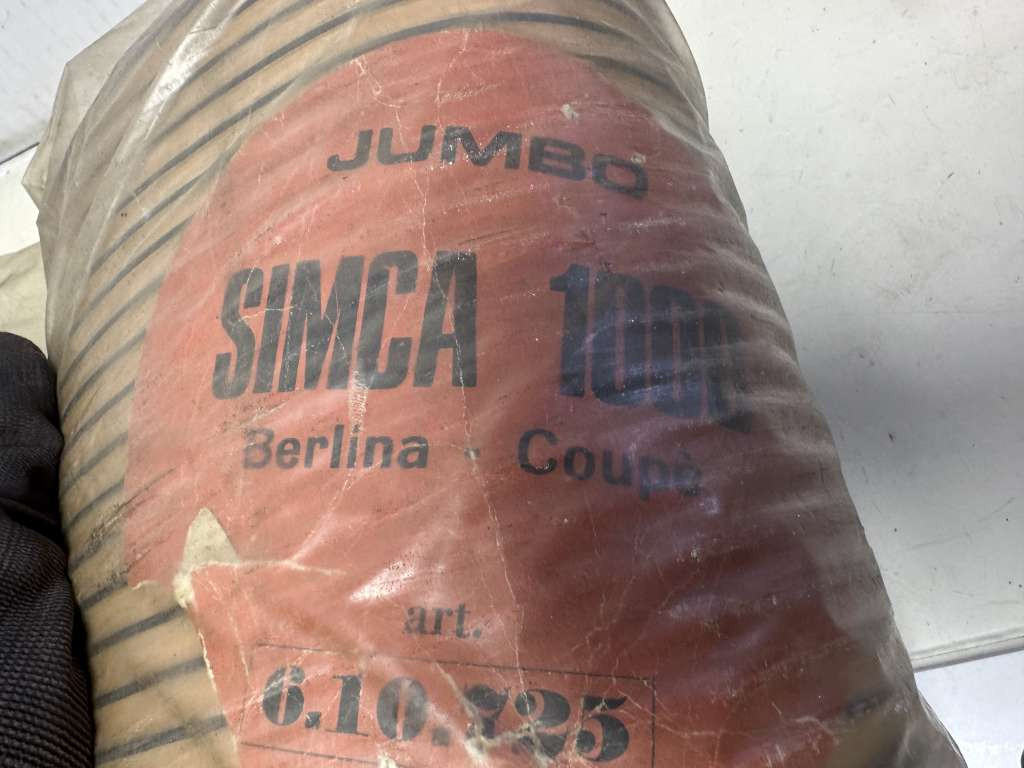 JUMBO
SIMCA 1000
Berlina - Coupè
art.
6.10.725